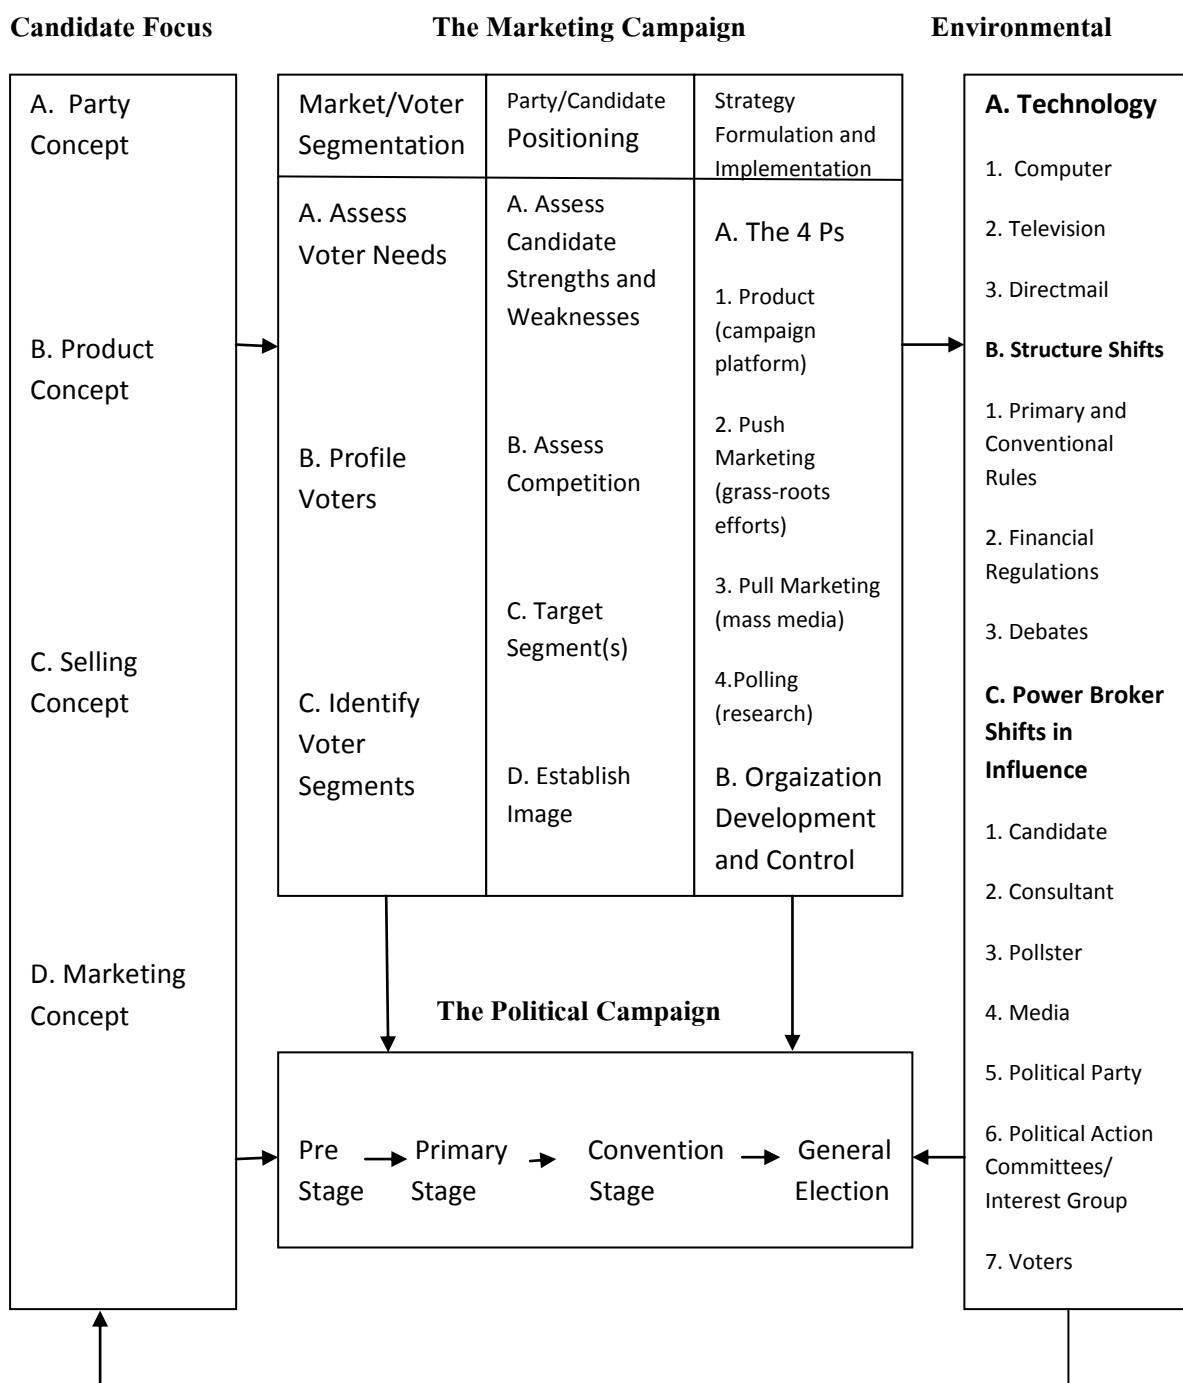 Candidate Focus
The Marketing Campaign
Environmental
A. Party
Concept
B. Product
Concept
C. Selling
Concept
D. Marketing
Concept
Market/Voter
Segmentation
A. Assess
Voter Needs
B. Profile
Voters
C. Identify
Voter
Segments
Party/Candidate
Positioning
A. Assess
Candidate
Strengths and
Weaknesses
B. Assess
Competition
C. Target
Segment(s)
D. Establish
Image
Strategy
Formulation and
Implementation
A. The 4 Ps
1. Product
(campaign
platform)
2. Push
Marketing
(grass-roots
efforts)
3. Pull Marketing
(mass media)
4.Polling
(research)
B. Orgaization
Development
and Control
A. Technology
1. Computer
2. Television
3. Directmail
B. Structure Shifts
1. Primary and
Conventional
Rules
2. Financial
Regulations
3. Debates
C. Power Broker
Shifts in
Influence
1. Candidate
2. Consultant
3. Pollster
4. Media
5. Political Party
6. Political Action
Committees/
Interest Group
7. Voters
The Political Campaign
Pre
Stage
Primary
Stage
Convention
Stage
General
Election